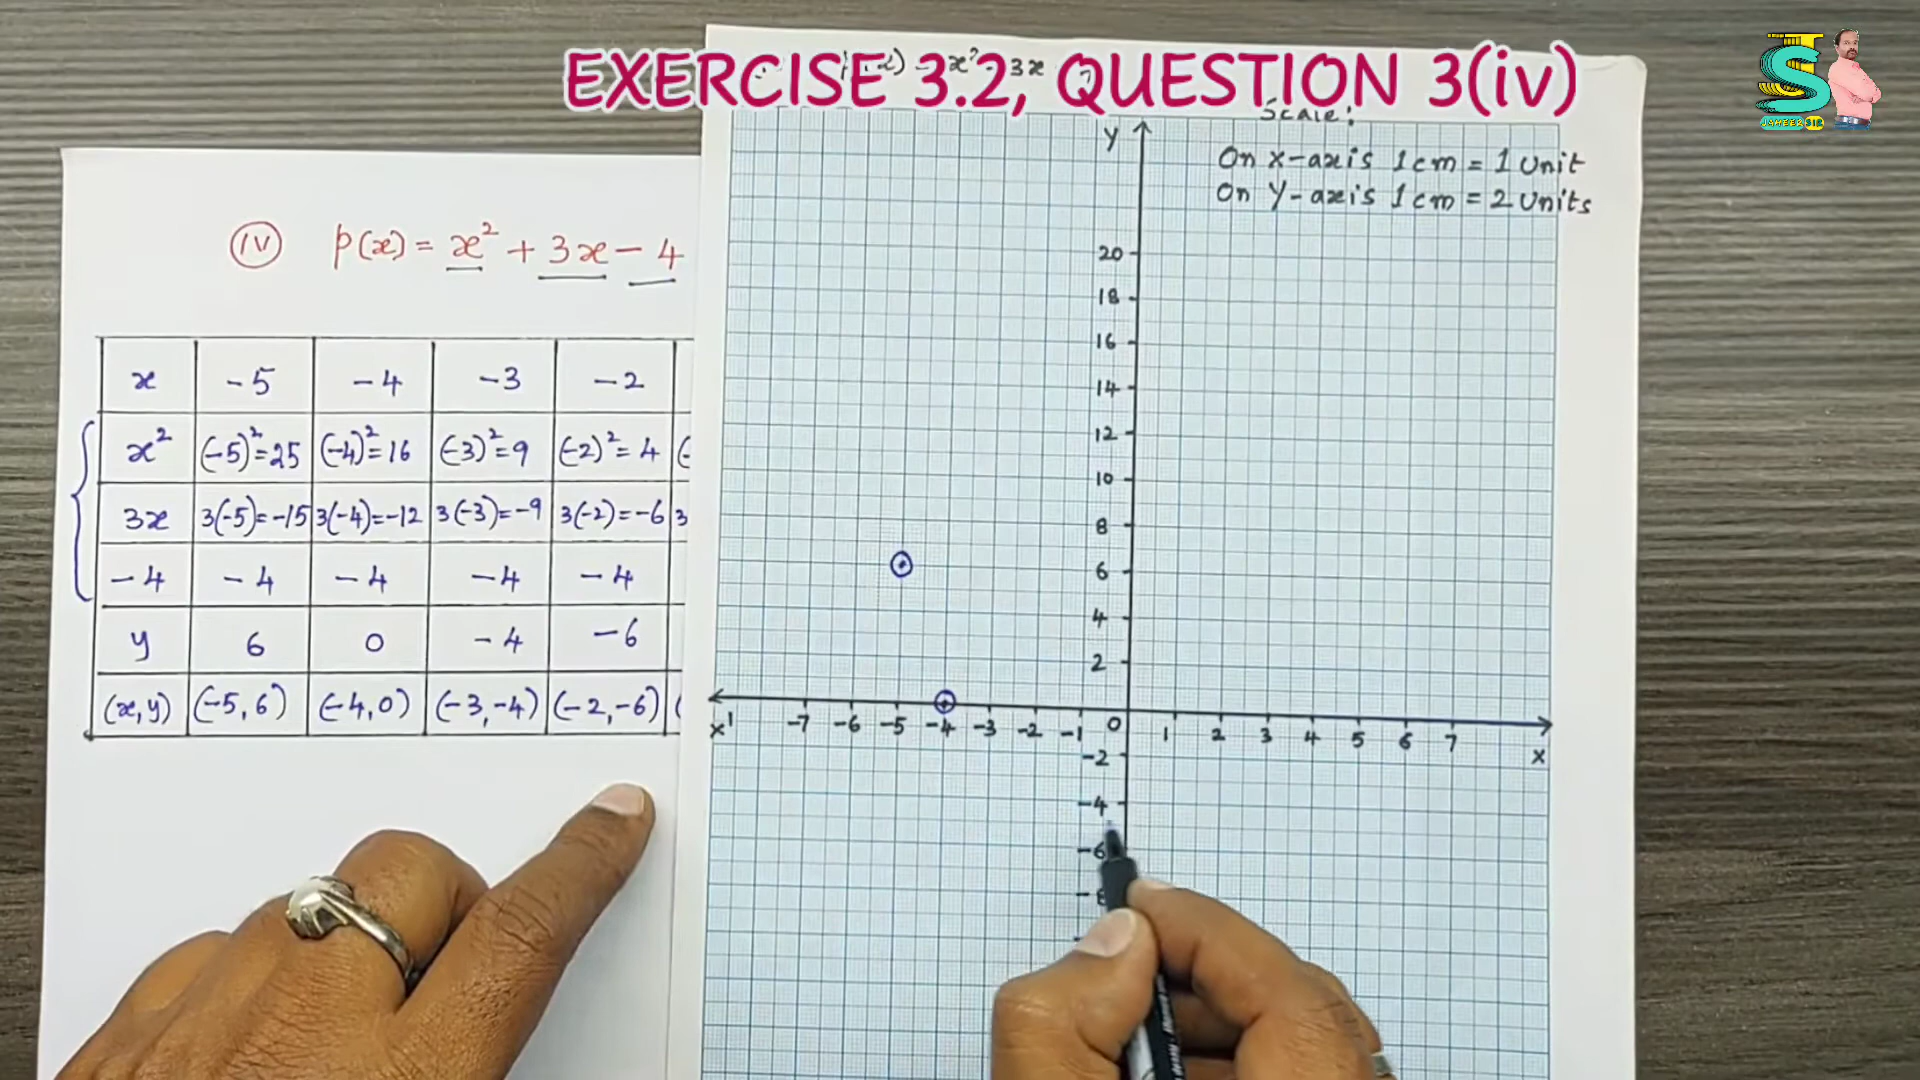 EXERCISE 3.2, QUESTION 3(iv)
JAHEER SIR
Scale:
On X-axis 1cm = 1 Unit
On Y-axis 1cm = 2 Units
(iv) p(x) = x² + 3x - 4
x -5 -4 -3 -2
x² (-5)²=25 (-4)²=16 (-3)²=9 (-2)²=4 (-
3x 3(-5)=-15 3(-4)=-12 3(-3)=-9 3(-2)=-6 3
-4 -4 -4 -4 -4
y 6 0 -4 -6
(x,y) (-5,6) (-4,0) (-3,-4) (-2,-6) (
Y
20
18
16
14
12
10
8
6
4
2
X' -7 -6 -5 -4 -3 -2 -1 0 1 2 3 4 5 6 7 X
-2
-4
-6